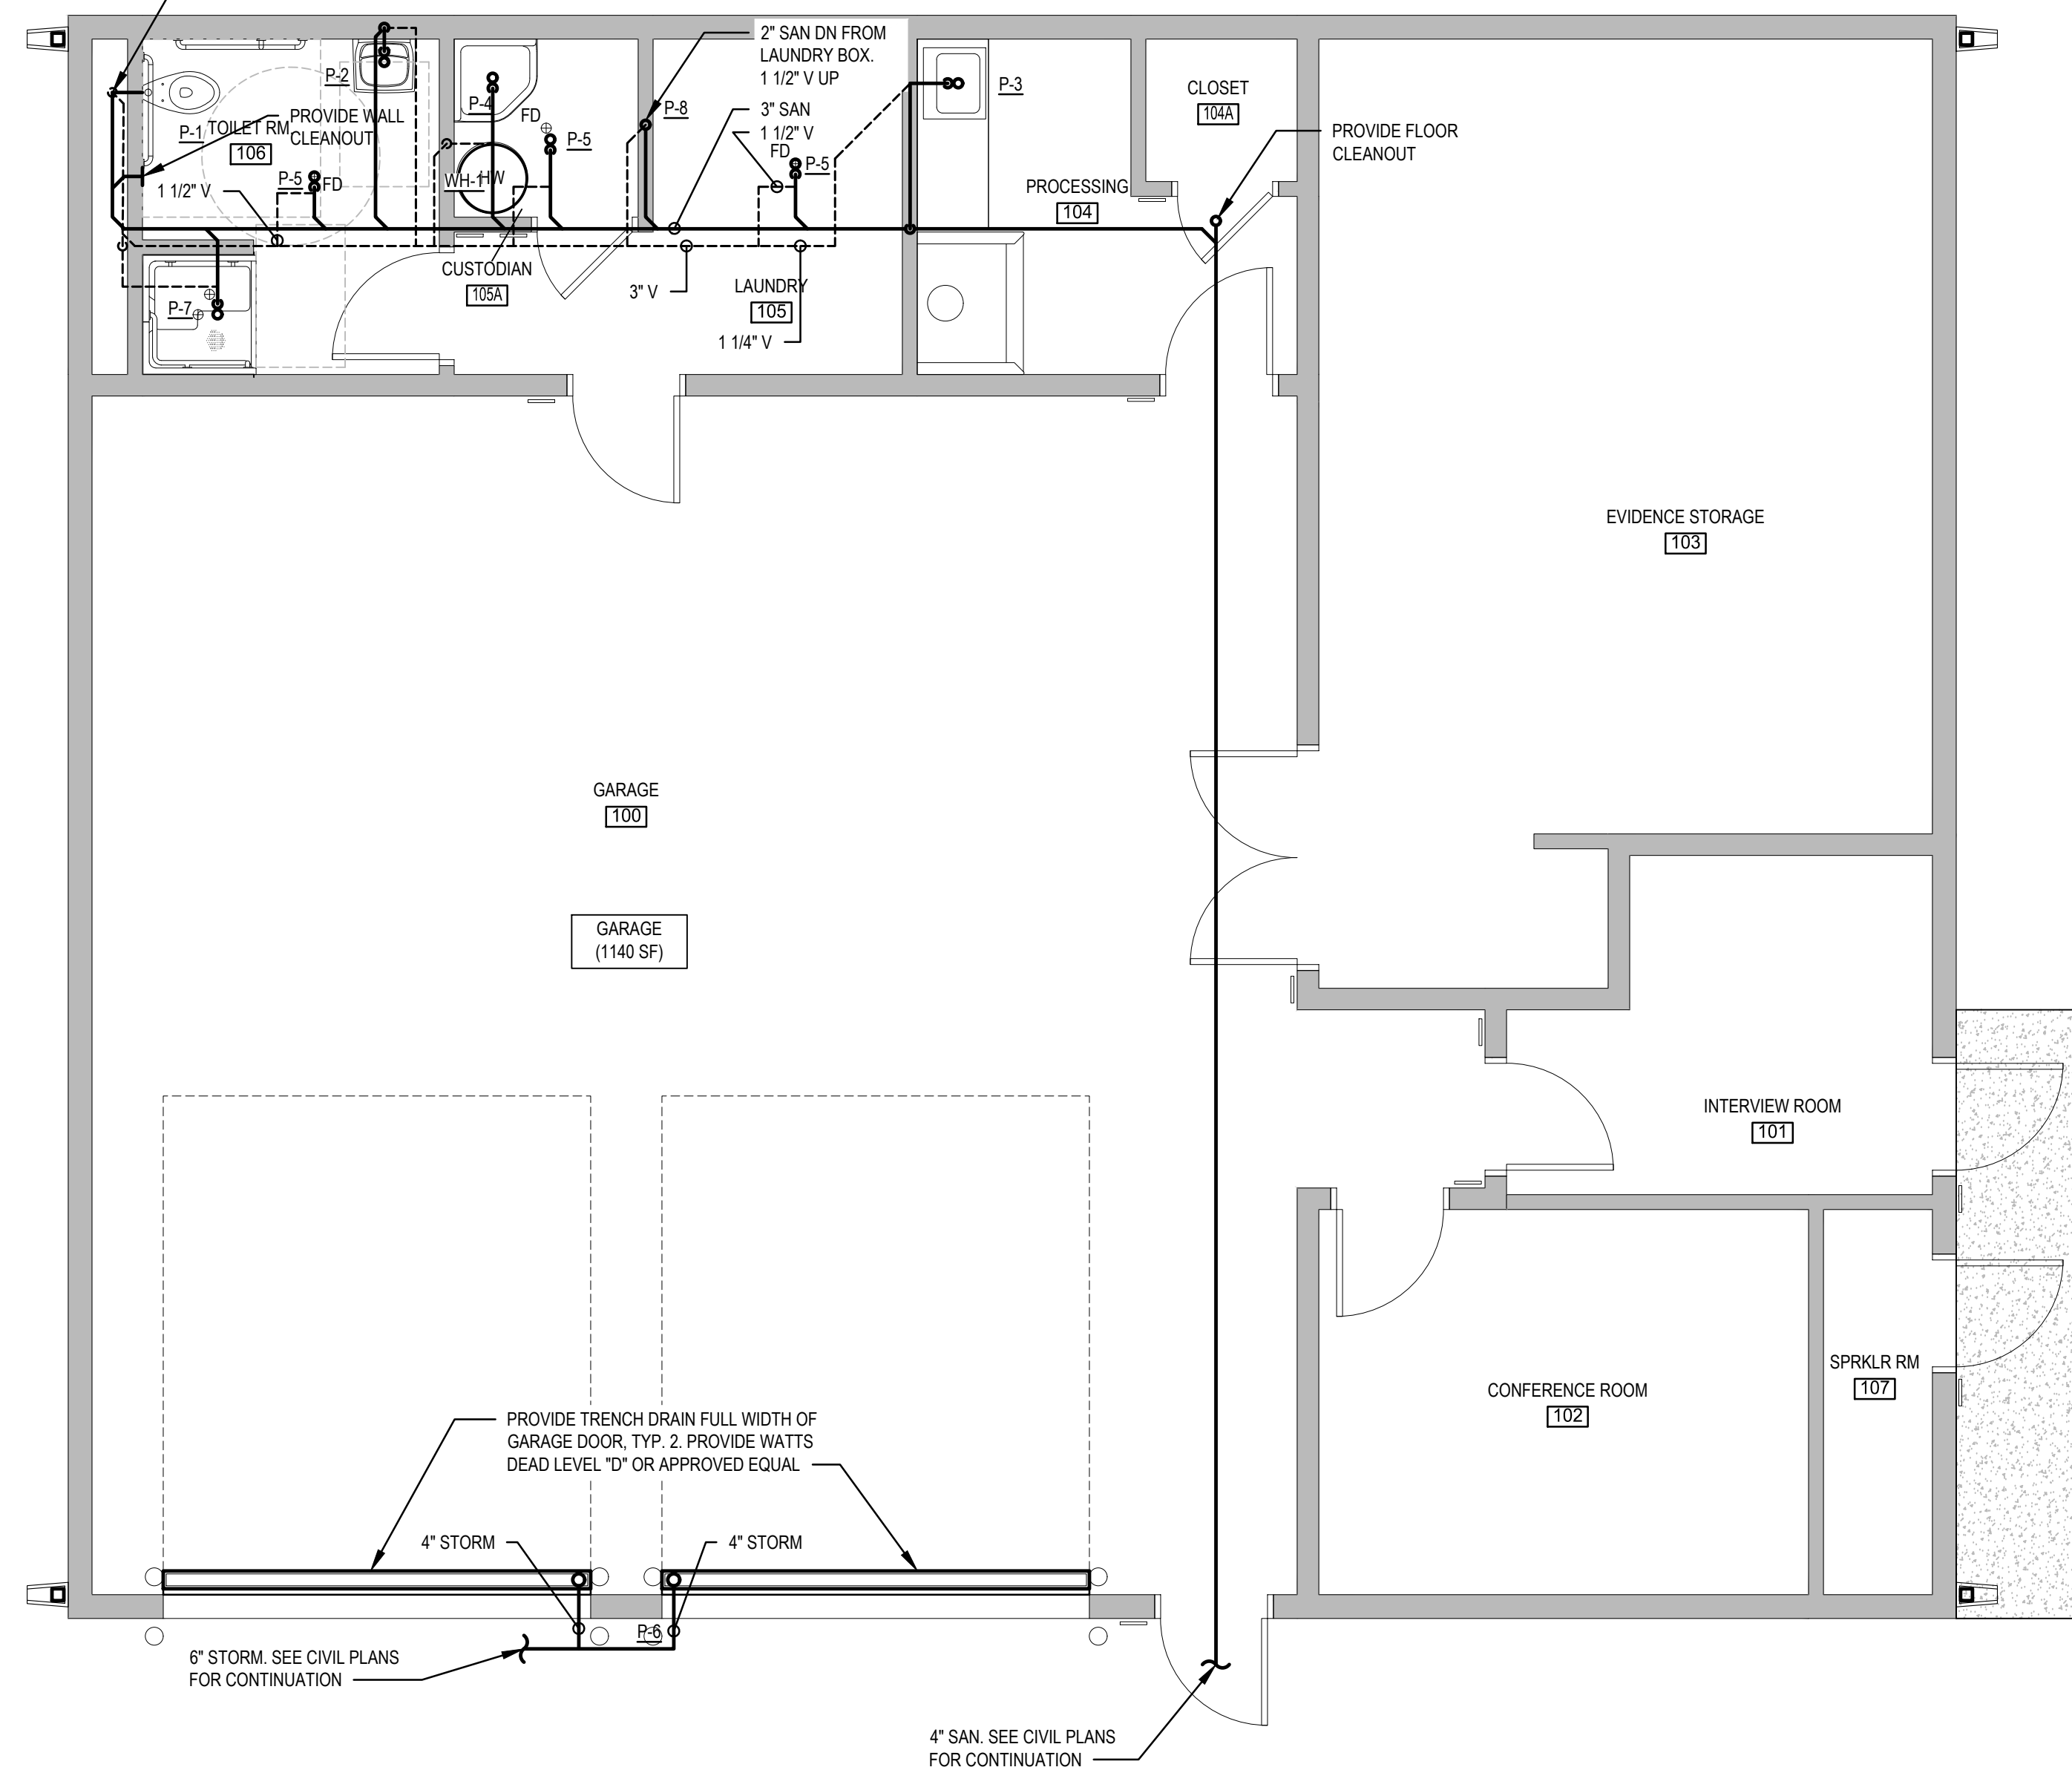 2" SAN DN FROM
LAUNDRY BOX.
1 1/2" V UP
P-2
P-4
P-8
3" SAN
1 1/2" V
FD
P-5
P-3
CLOSET
104A
PROVIDE FLOOR
CLEANOUT
P-1
TOILET RM
106
PROVIDE WALL
CLEANOUT
FD
P-5
P-5
FD
1 1/2" V
WH-1
HW
PROCESSING
104
CUSTODIAN
105A
3" V
LAUNDRY
105
1 1/4" V
P-7
EVIDENCE STORAGE
103
GARAGE
100
GARAGE
(1140 SF)
INTERVIEW ROOM
101
CONFERENCE ROOM
102
SPRKLR RM
107
PROVIDE TRENCH DRAIN FULL WIDTH OF
GARAGE DOOR, TYP. 2. PROVIDE WATTS
DEAD LEVEL "D" OR APPROVED EQUAL
4" STORM
4" STORM
P-6
6" STORM. SEE CIVIL PLANS
FOR CONTINUATION
4" SAN. SEE CIVIL PLANS
FOR CONTINUATION